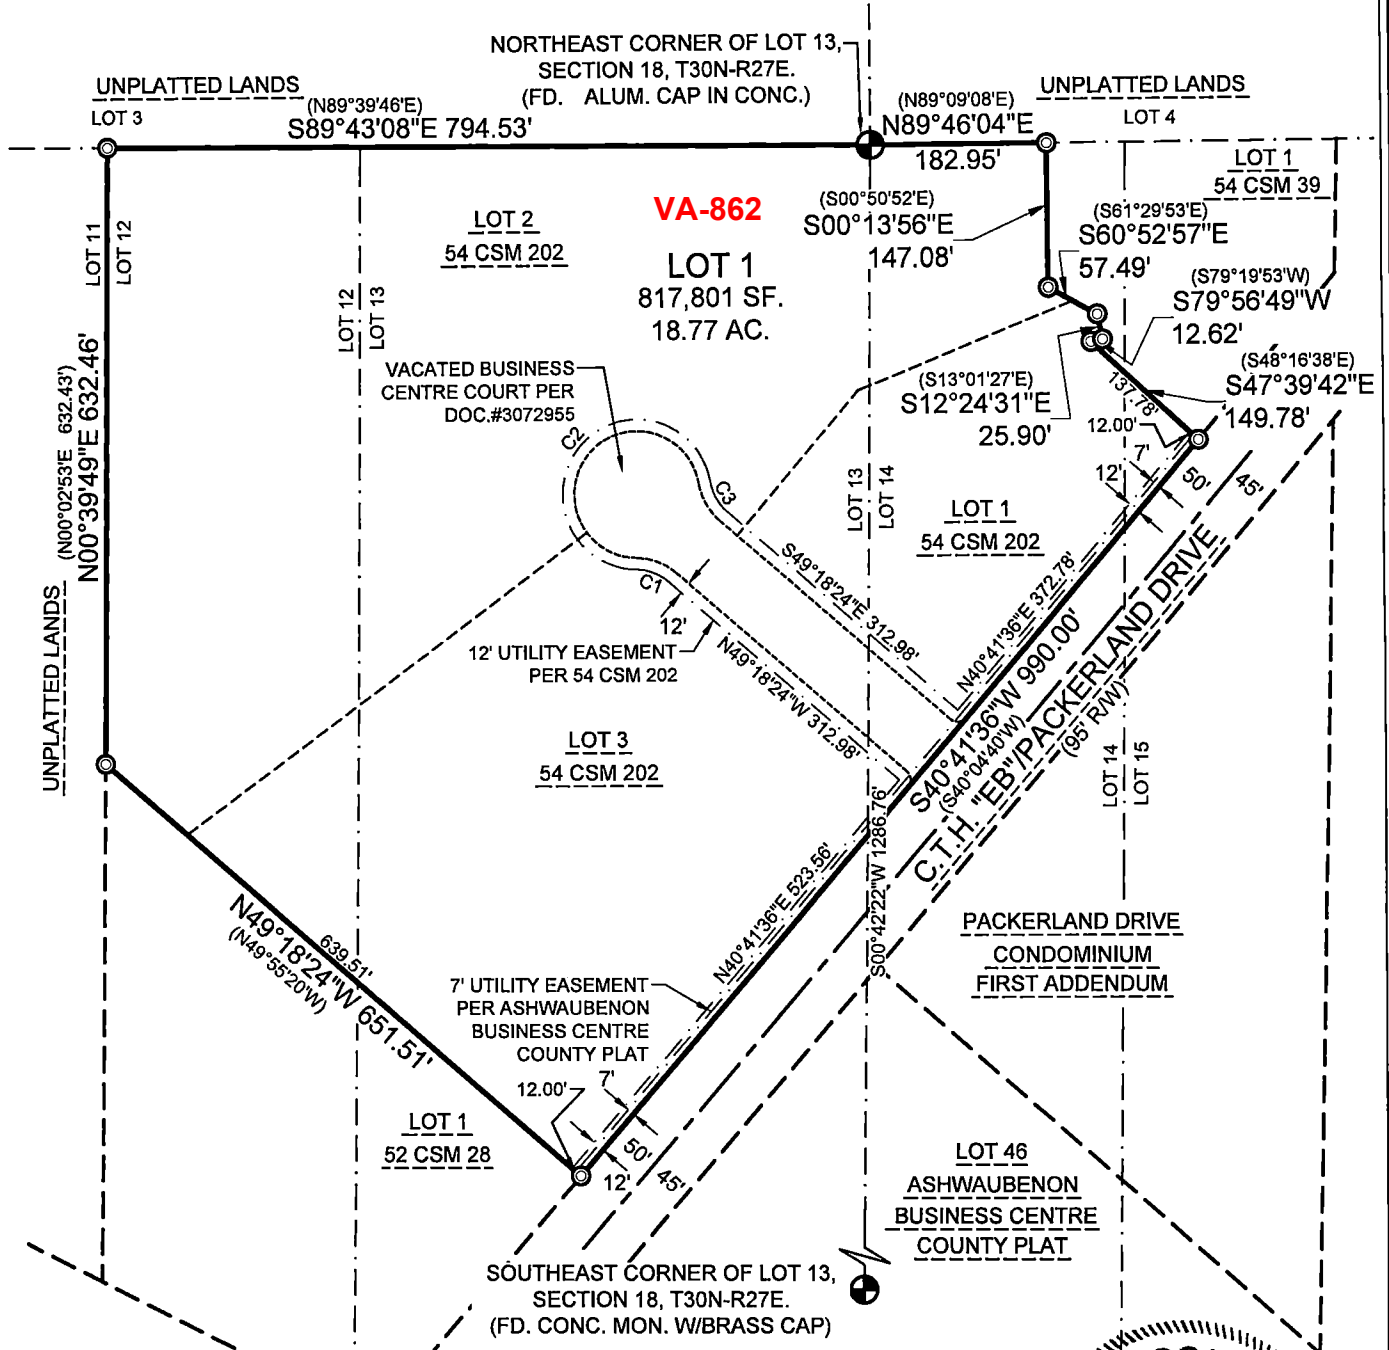 NORTHEAST CORNER OF LOT 13,
SECTION 18, T30N-R27E.
(FD. ALUM. CAP IN CONC.)
UNPLATTED LANDS
LOT 3
(N89°39'46"E)
S89°43'08"E 794.53'
(N89°09'08"E)
N89°46'04"E
182.95'
UNPLATTED LANDS
LOT 4
LOT 1
54 CSM 39
LOT 11
LOT 12
LOT 2
54 CSM 202
VA-862
LOT 1
817,801 SF.
18.77 AC.
(S00°50'52"E)
S00°13'56"E
147.08'
(S61°29'53"E)
S60°52'57"E
57.49'
(S79°19'53"W)
S79°56'49"W
12.62'
LOT 12
LOT 13
VACATED BUSINESS
CENTRE COURT PER
DOC.#3072955
(S13°01'27"E)
S12°24'31"E
25.90'
137.78'
(S48°16'38"E)
S47°39'42"E
149.78'
12.00'
(N00°02'53"E 632.43')
N00°39'49"E 632.46'
C2
C3
C1
LOT 13
LOT 14
LOT 1
54 CSM 202
12'
7'
50'
45'
UNPLATTED LANDS
12'
12' UTILITY EASEMENT
PER 54 CSM 202
S49°18'24"E 312.98'
N49°18'24"W 312.98'
N40°41'36"E 372.78'
S40°41'36"W 990.00'
(S40°04'40"W)
C.T.H. "EB"/PACKERLAND DRIVE
(95' R/W)
LOT 14
LOT 15
LOT 3
54 CSM 202
S00°42'22"W 1286.76'
N40°41'36"E 523.56'
639.51'
N49°18'24"W 651.51'
(N49°55'20"W)
PACKERLAND DRIVE
CONDOMINIUM
FIRST ADDENDUM
7' UTILITY EASEMENT
PER ASHWAUBENON
BUSINESS CENTRE
COUNTY PLAT
12.00'
7'
50'
45'
12'
LOT 1
52 CSM 28
LOT 46
ASHWAUBENON
BUSINESS CENTRE
COUNTY PLAT
SOUTHEAST CORNER OF LOT 13,
SECTION 18, T30N-R27E.
(FD. CONC. MON. W/BRASS CAP)